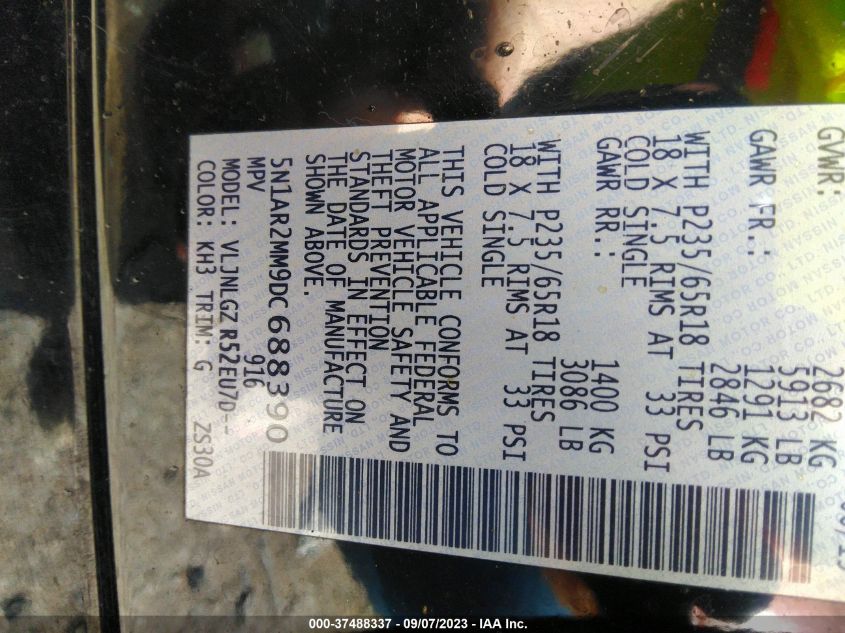 GVWR: 2682 KG
5913 LB
GAWR FR.: 1291 KG
2846 LB
WITH P235/65R18 TIRES
18 X 7.5 RIMS AT 33 PSI
COLD SINGLE
GAWR RR.: 1400 KG
3086 LB
WITH P235/65R18 TIRES
18 X 7.5 RIMS AT 33 PSI
COLD SINGLE
THIS VEHICLE CONFORMS TO
ALL APPLICABLE FEDERAL
MOTOR VEHICLE SAFETY AND
THEFT PREVENTION
STANDARDS IN EFFECT ON
THE DATE OF MANUFACTURE
SHOWN ABOVE.
5N1AR2MM9DC688390
MPV 916
MODEL: VLJNLGZ R52EU7D--
COLOR: KH3 TRIM: G ZS30A
000-37488337 - 09/07/2023 - IAA Inc.